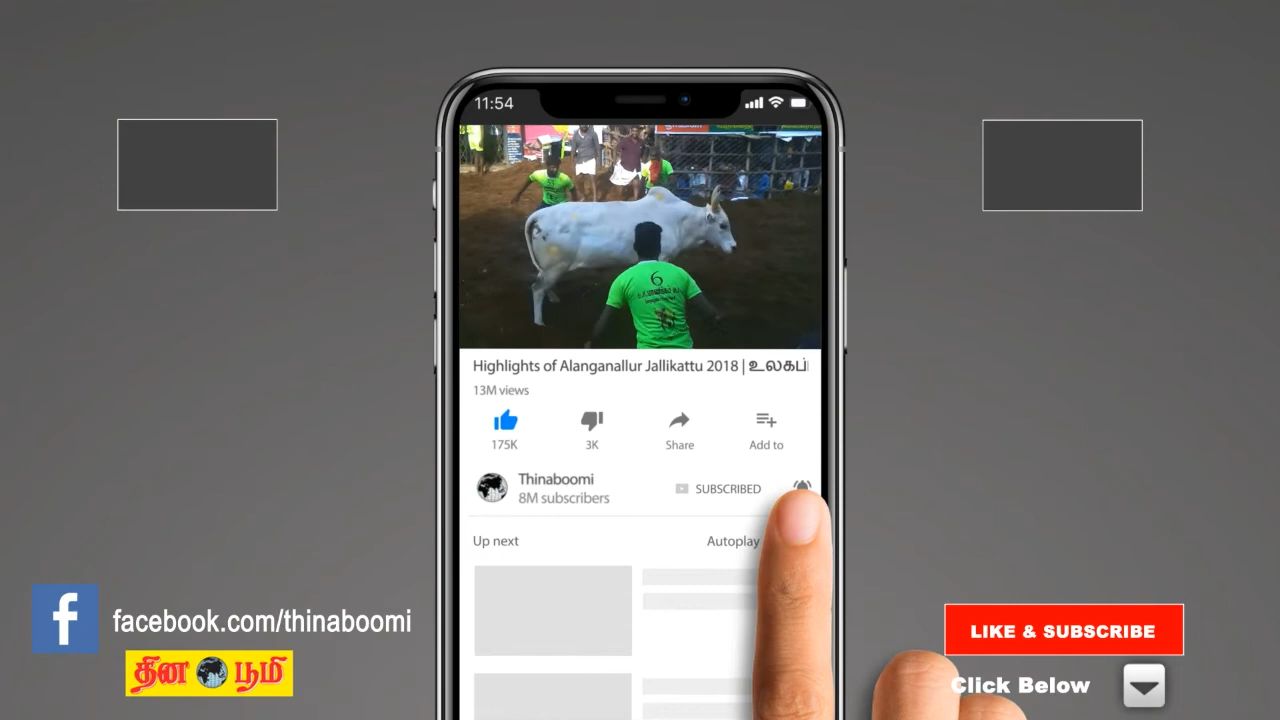 11:54
6
Highlights of Alanganallur Jallikattu 2018 | உலகப்
13M views
175K
3K
Share
Add to
Thinaboomi
8M subscribers
SUBSCRIBED
Up next
Autoplay
facebook.com/thinaboomi
தின பூமி
LIKE & SUBSCRIBE
Click Below